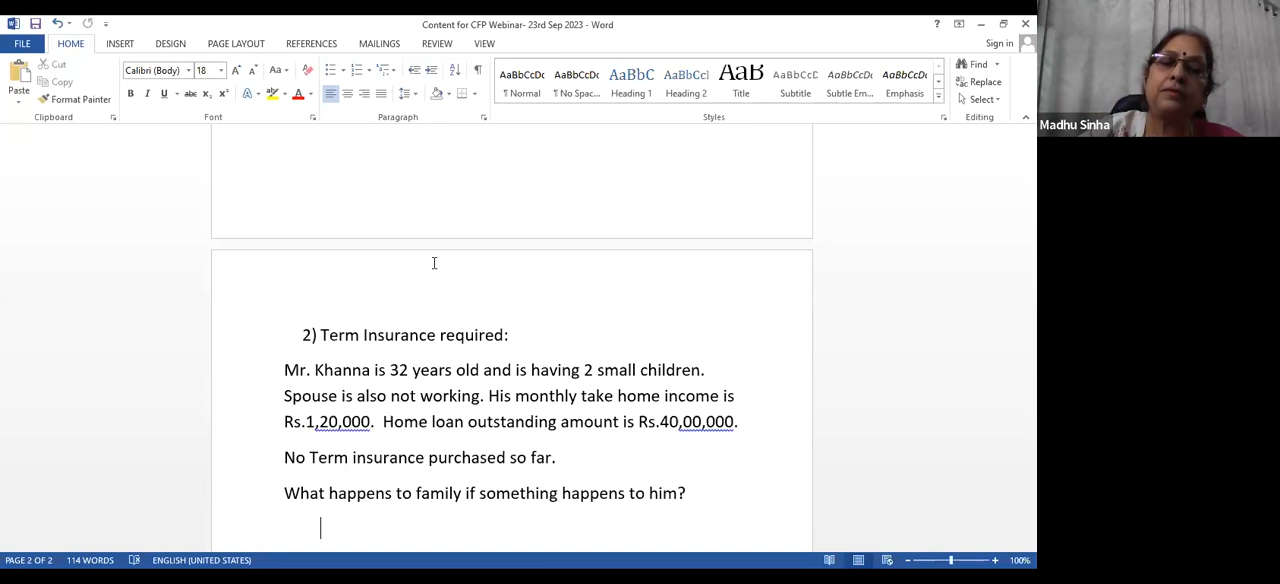 Content for CFP Webinar- 23rd Sep 2023 - Word
Sign in
FILE HOME INSERT DESIGN PAGE LAYOUT REFERENCES MAILINGS REVIEW VIEW
Paste
Cut
Copy
Format Painter
Clipboard
Calibri (Body) 18
Font
Paragraph
AaBbCcDc AaBbCcDc AaBbC AaBbCcI AaB AaBbCcC AaBbCcDc AaBbCcDc
¶ Normal ¶ No Spac... Heading 1 Heading 2 Title Subtitle Subtle Em... Emphasis
Styles
Find
Replace
Select
Editing
Madhu Sinha
2) Term Insurance required:
Mr. Khanna is 32 years old and is having 2 small children.
Spouse is also not working. His monthly take home income is
Rs.1,20,000. Home loan outstanding amount is Rs.40,00,000.
No Term insurance purchased so far.
What happens to family if something happens to him?
PAGE 2 OF 2 114 WORDS ENGLISH (UNITED STATES) 100%